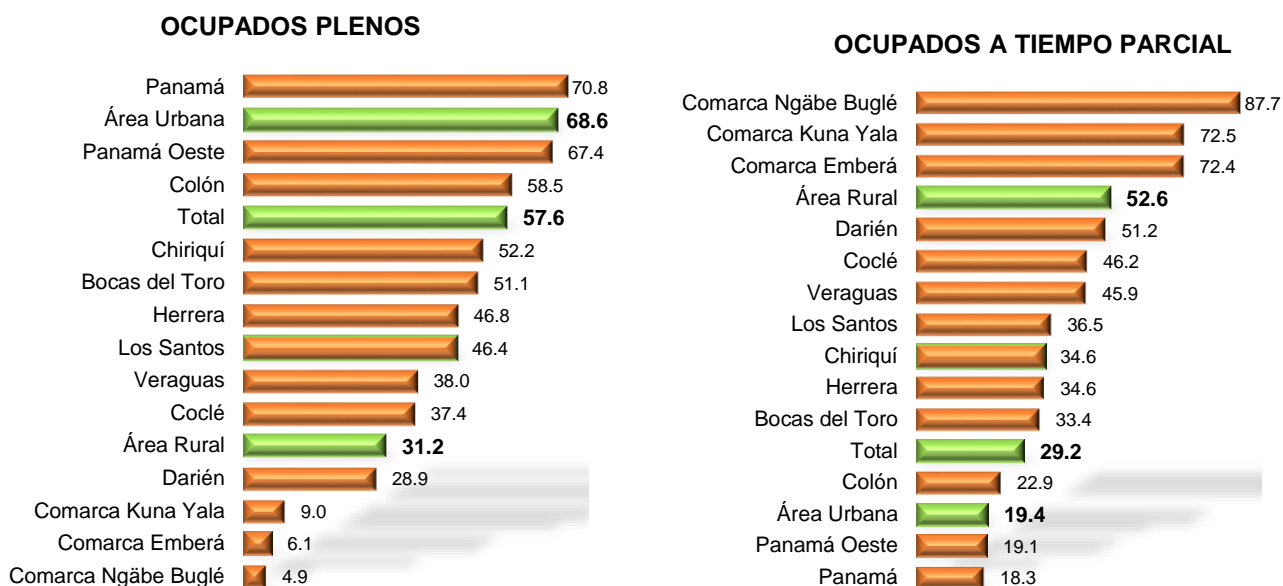 OCUPADOS PLENOS
Panamá 70.8
Área Urbana 68.6
Panamá Oeste 67.4
Colón 58.5
Total 57.6
Chiriquí 52.2
Bocas del Toro 51.1
Herrera 46.8
Los Santos 46.4
Veraguas 38.0
Coclé 37.4
Área Rural 31.2
Darién 28.9
Comarca Kuna Yala 9.0
Comarca Emberá 6.1
Comarca Ngäbe Buglé 4.9
OCUPADOS A TIEMPO PARCIAL
Comarca Ngäbe Buglé 87.7
Comarca Kuna Yala 72.5
Comarca Emberá 72.4
Área Rural 52.6
Darién 51.2
Coclé 46.2
Veraguas 45.9
Los Santos 36.5
Chiriquí 34.6
Herrera 34.6
Bocas del Toro 33.4
Total 29.2
Colón 22.9
Área Urbana 19.4
Panamá Oeste 19.1
Panamá 18.3